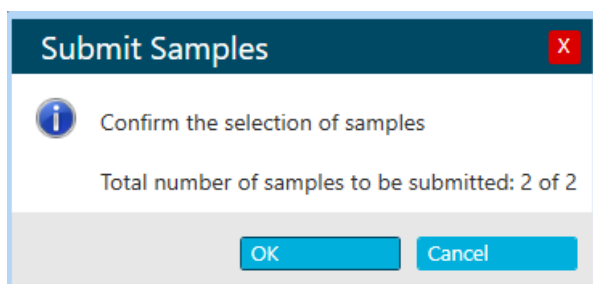 Submit Samples
X
Confirm the selection of samples
Total number of samples to be submitted: 2 of 2
OK
Cancel